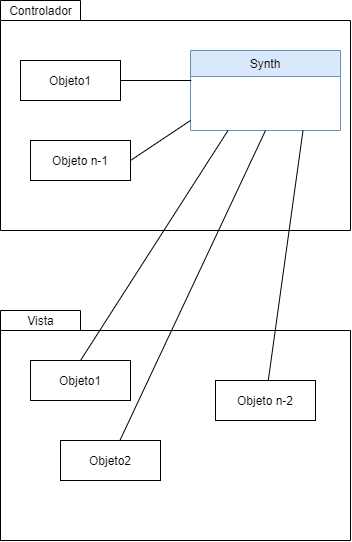 Controlador
Synth
Objeto1
Objeto n-1
Vista
Objeto1
Objeto n-2
Objeto2